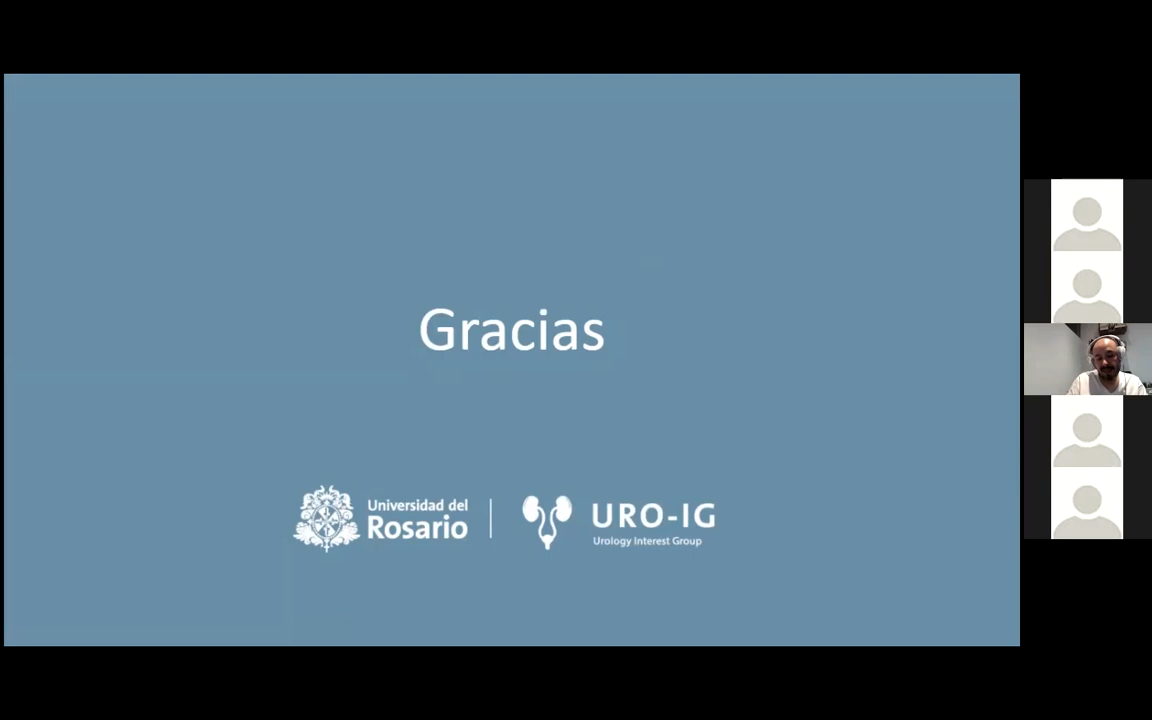 Gracias
Universidad del
Rosario
URO-IG
Urology Interest Group